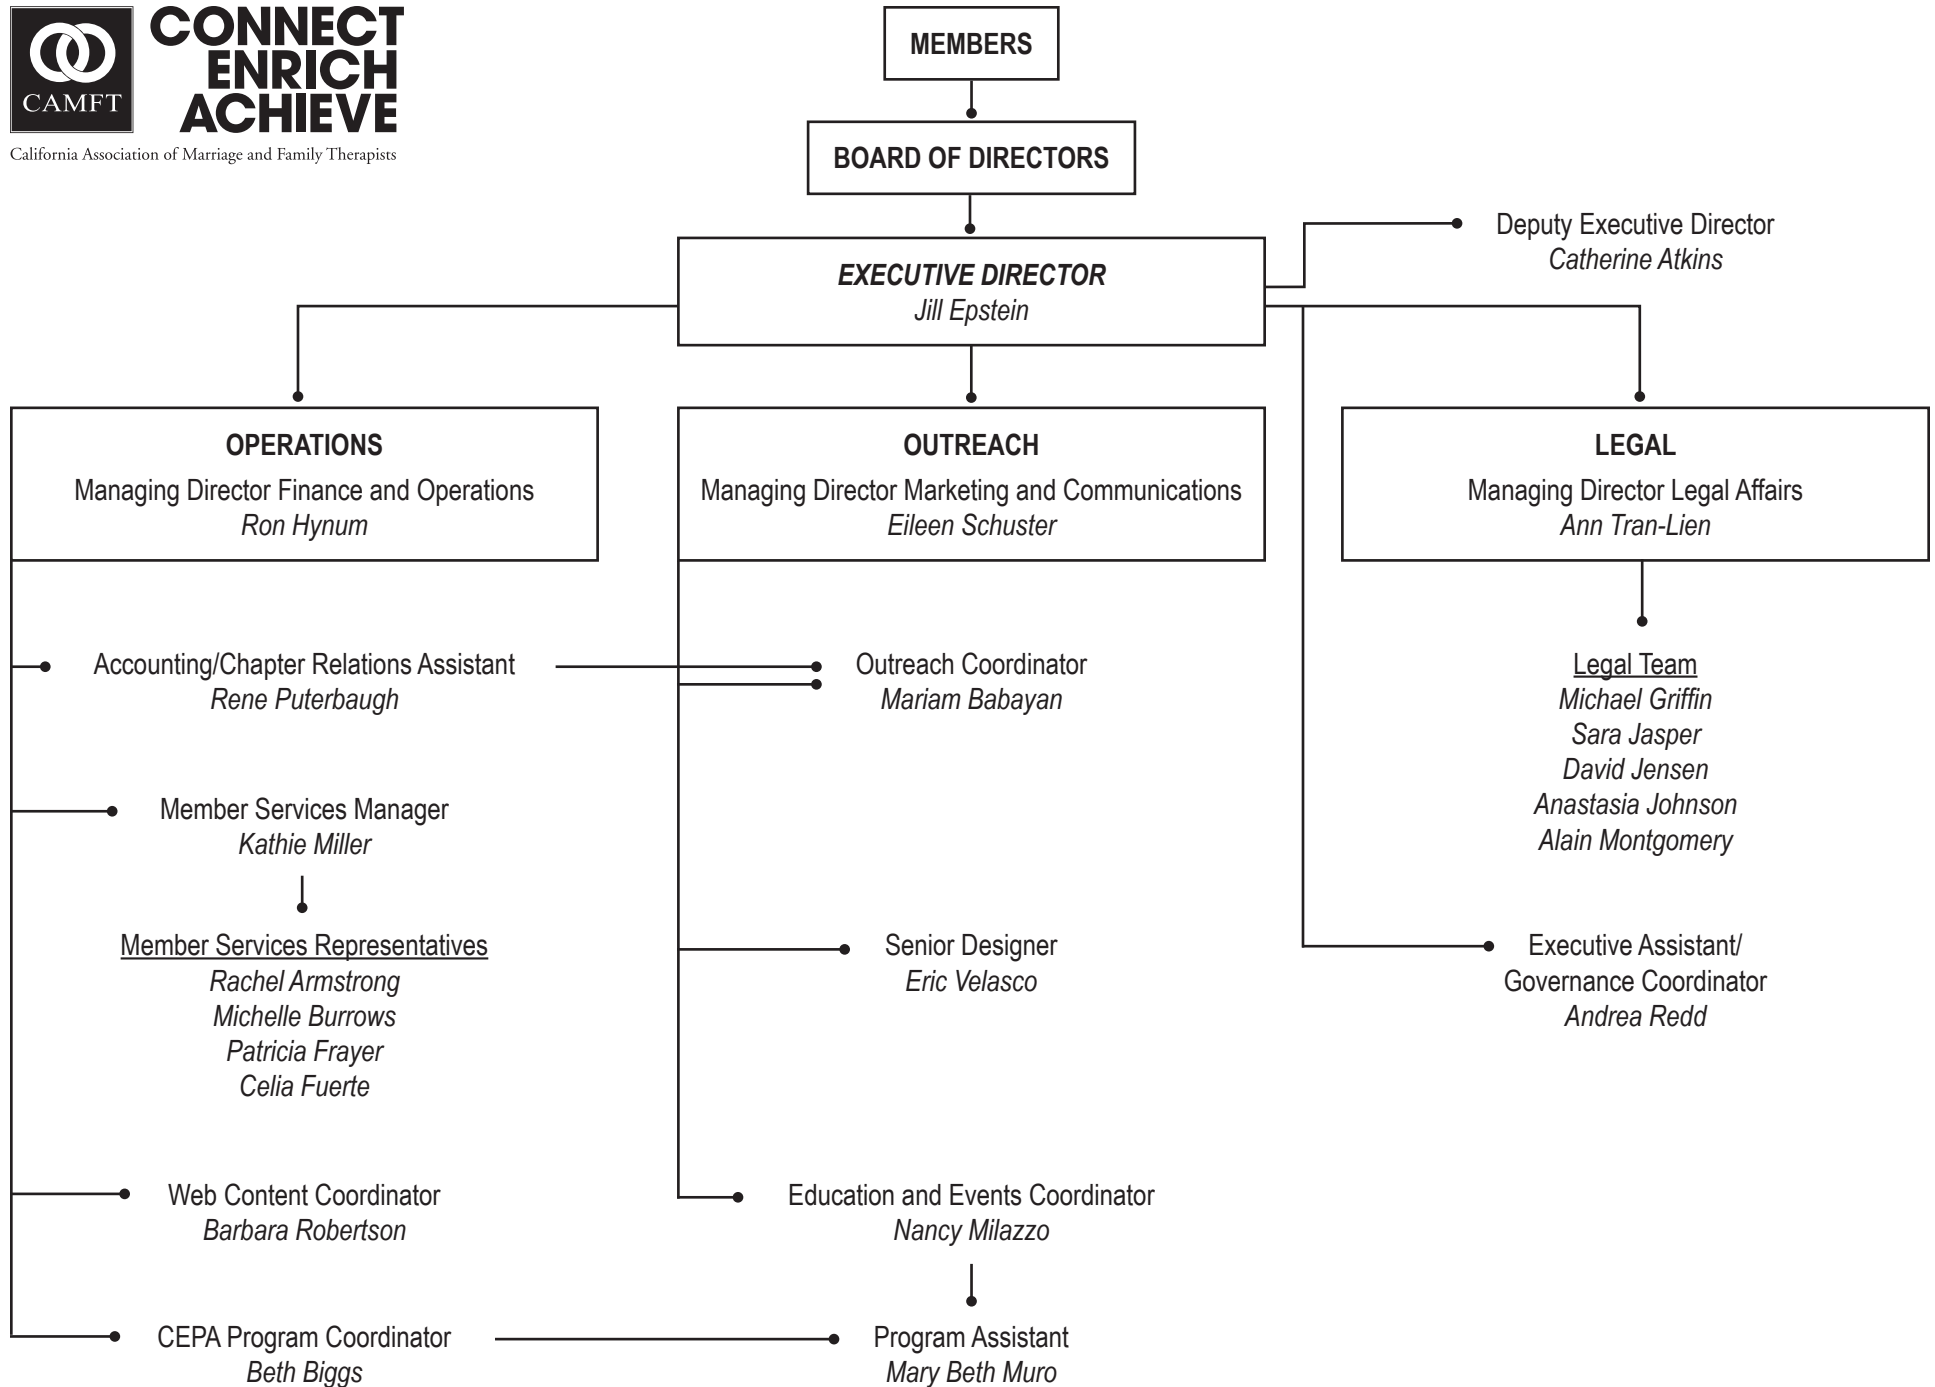 CONNECT
ENRICH
ACHIEVE
CAMFT
California Association of Marriage and Family Therapists
MEMBERS
BOARD OF DIRECTORS
EXECUTIVE DIRECTOR
Jill Epstein
Deputy Executive Director
Catherine Atkins
OPERATIONS
Managing Director Finance and Operations
Ron Hynum
OUTREACH
Managing Director Marketing and Communications
Eileen Schuster
LEGAL
Managing Director Legal Affairs
Ann Tran-Lien
Accounting/Chapter Relations Assistant
Rene Puterbaugh
Member Services Manager
Kathie Miller
Member Services Representatives
Rachel Armstrong
Michelle Burrows
Patricia Frayer
Celia Fuerte
Web Content Coordinator
Barbara Robertson
CEPA Program Coordinator
Beth Biggs
Outreach Coordinator
Mariam Babayan
Senior Designer
Eric Velasco
Education and Events Coordinator
Nancy Milazzo
Program Assistant
Mary Beth Muro
Legal Team
Michael Griffin
Sara Jasper
David Jensen
Anastasia Johnson
Alain Montgomery
Executive Assistant/
Governance Coordinator
Andrea Redd